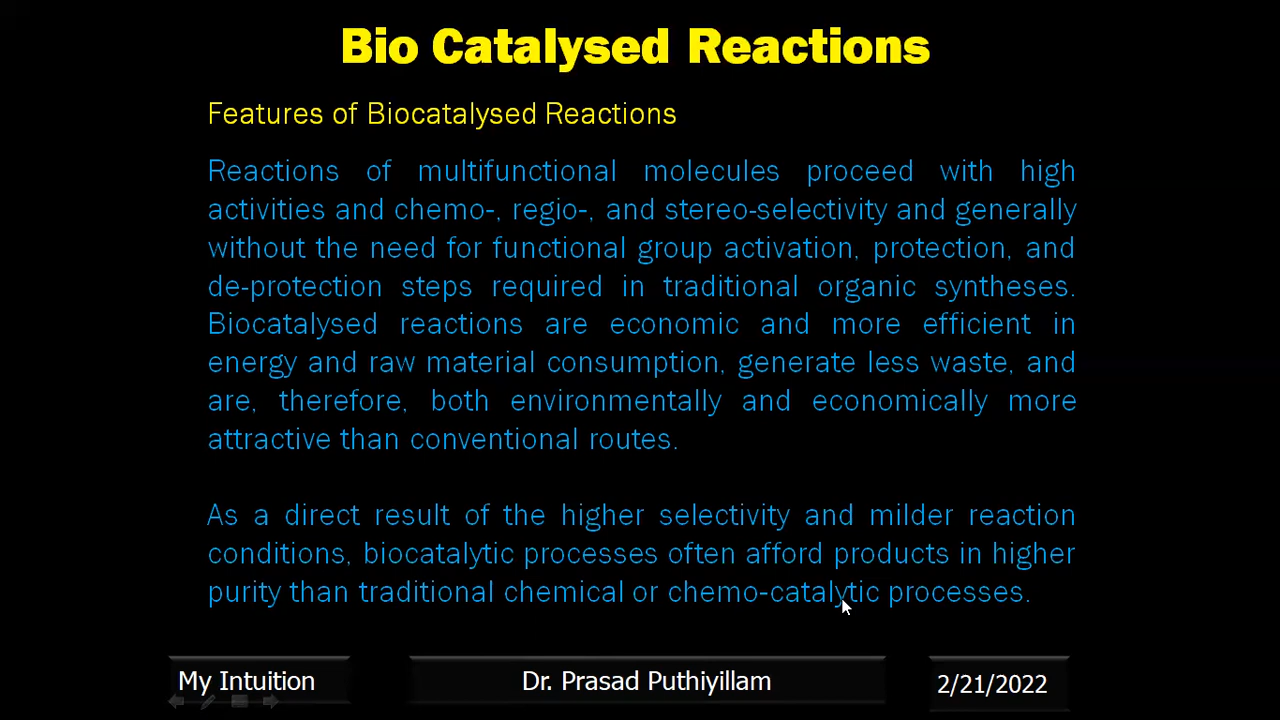 Bio Catalysed Reactions
Features of Biocatalysed Reactions
Reactions of multifunctional molecules proceed with high
activities and chemo-, regio-, and stereo-selectivity and generally
without the need for functional group activation, protection, and
de-protection steps required in traditional organic syntheses.
Biocatalysed reactions are economic and more efficient in
energy and raw material consumption, generate less waste, and
are, therefore, both environmentally and economically more
attractive than conventional routes.
As a direct result of the higher selectivity and milder reaction
conditions, biocatalytic processes often afford products in higher
purity than traditional chemical or chemo-catalytic processes.
My Intuition
Dr. Prasad Puthiyillam
2/21/2022